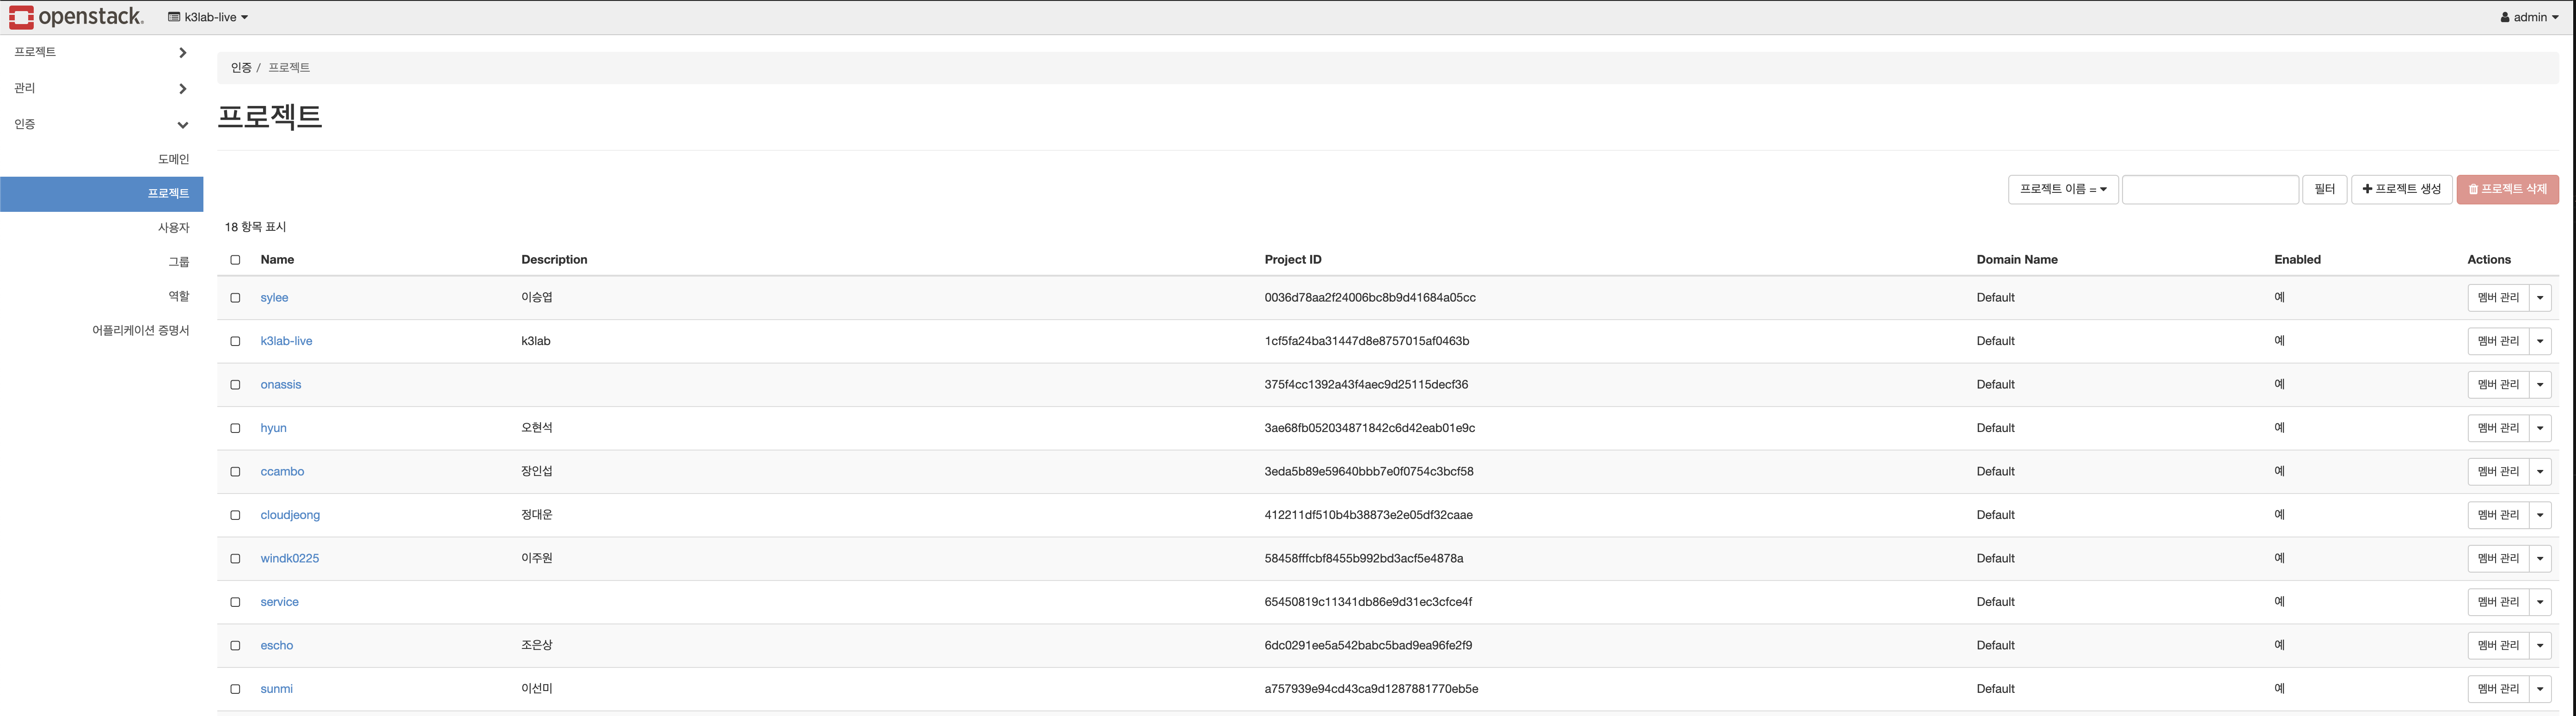 openstack. k3lab-live admin
프로젝트
관리
인증
도메인
프로젝트
사용자
그룹
역할
어플리케이션 증명서
인증 / 프로젝트
프로젝트
프로젝트 이름 = 필터 프로젝트 생성 프로젝트 삭제
18 항목 표시
Name Description Project ID Domain Name Enabled Actions
sylee 이승엽 0036d78aa2f24006bc8b9d41684a05cc Default 예 멤버 관리
k3lab-live k3lab 1cf5fa24ba31447d8e8757015af0463b Default 예 멤버 관리
onassis 375f4cc1392a43f4aec9d25115decf36 Default 예 멤버 관리
hyun 오현석 3ae68fb052034871842c6d42eab01e9c Default 예 멤버 관리
ccambo 장인섭 3eda5b89e59640bbb7e0f0754c3bcf58 Default 예 멤버 관리
cloudjeong 정대운 412211df510b4b38873e2e05df32caae Default 예 멤버 관리
windk0225 이주원 58458fffcbf8455b992bd3acf5e4878a Default 예 멤버 관리
service 65450819c11341db86e9d31ec3cfce4f Default 예 멤버 관리
escho 조은상 6dc0291ee5a542babc5bad9ea96fe2f9 Default 예 멤버 관리
sunmi 이선미 a757939e94cd43ca9d1287881770eb5e Default 예 멤버 관리